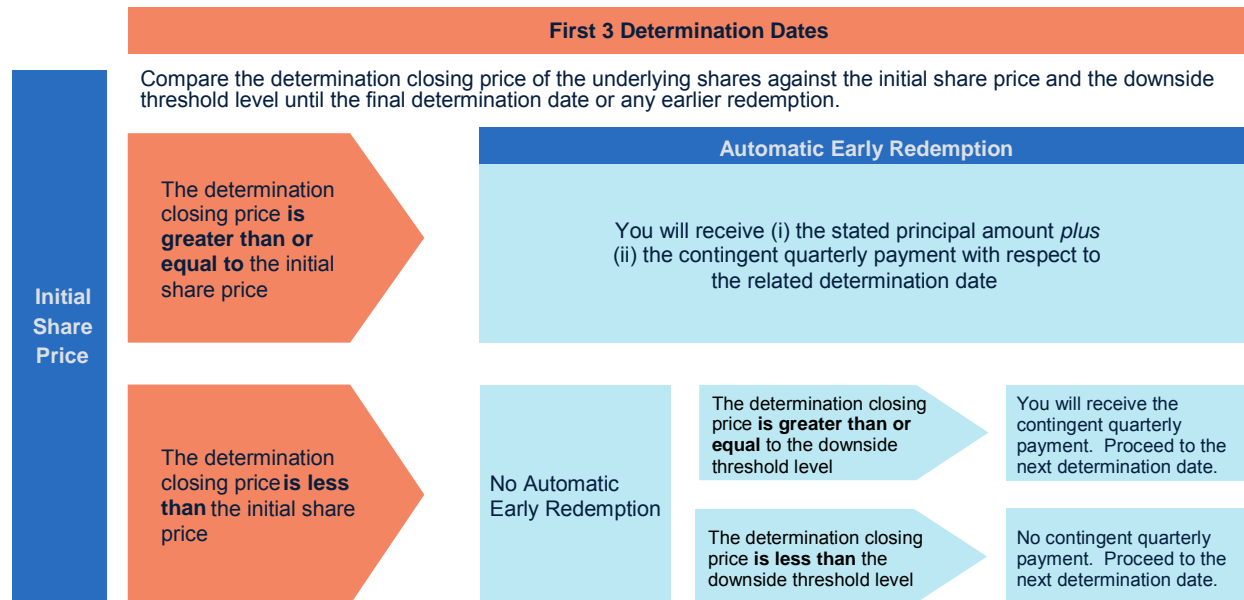 First 3 Determination Dates
Compare the determination closing price of the underlying shares against the initial share price and the downside
threshold level until the final determination date or any earlier redemption.
Initial
Share
Price
The determination
closing price is
greater than or
equal to the initial
share price
Automatic Early Redemption
You will receive (i) the stated principal amount plus
(ii) the contingent quarterly payment with respect to
the related determination date
The determination
closing price is less
than the initial share
price
No Automatic
Early Redemption
The determination closing
price is greater than or
equal to the downside
threshold level
You will receive the
contingent quarterly
payment. Proceed to the
next determination date.
The determination closing
price is less than the
downside threshold level
No contingent quarterly
payment. Proceed to the
next determination date.